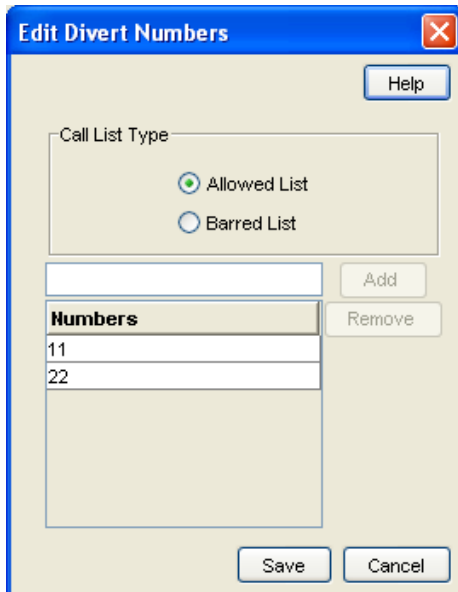 Edit Divert Numbers
Help
Call List Type
Allowed List
Barred List
Add
Numbers
Remove
11
22
Save Cancel